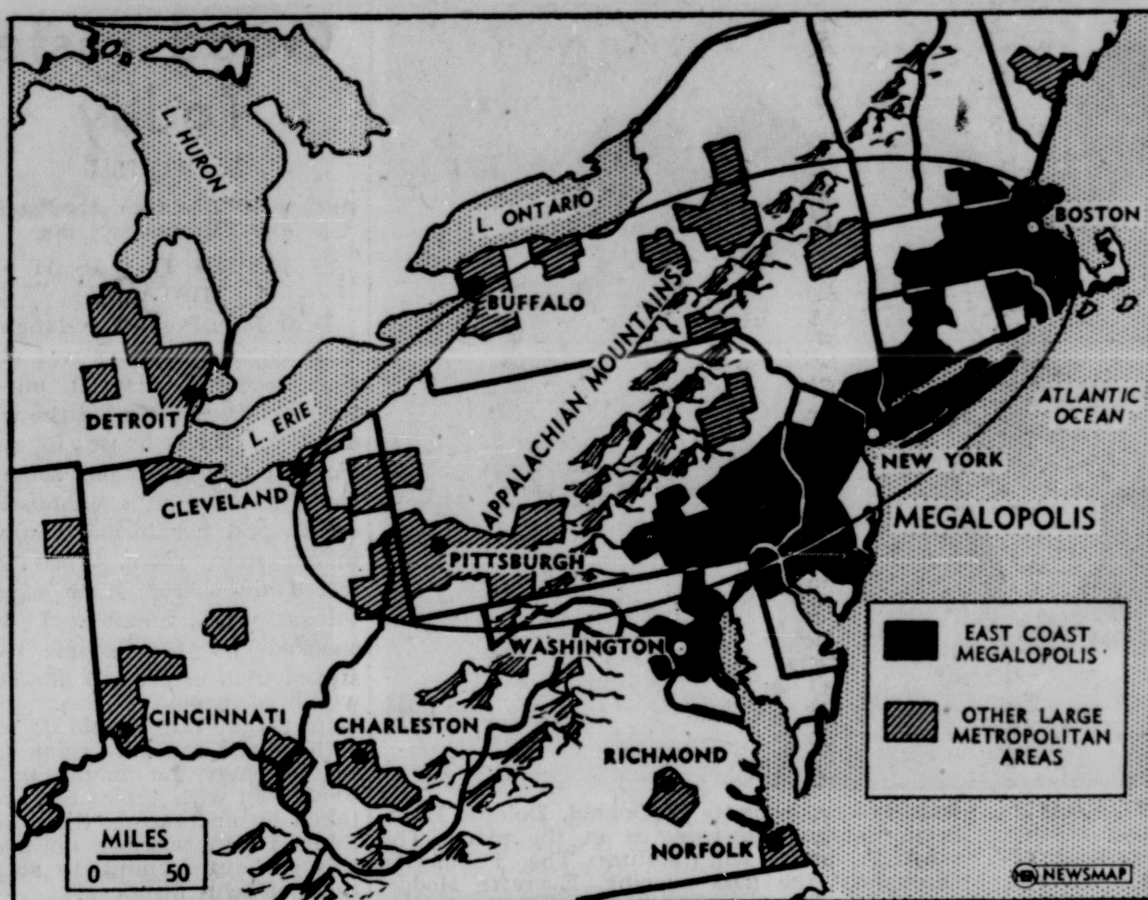 L. HURON
L. ONTARIO
BOSTON
BUFFALO
APPALACHIAN MOUNTAINS
DETROIT
L. ERIE
ATLANTIC
OCEAN
NEW YORK
CLEVELAND
MEGALOPOLIS
PITTSBURGH
WASHINGTON
EAST COAST
MEGALOPOLIS
CINCINNATI
CHARLESTON
OTHER LARGE
METROPOLITAN
AREAS
RICHMOND
MILES
0 50
NORFOLK
NEA NEWSMAP